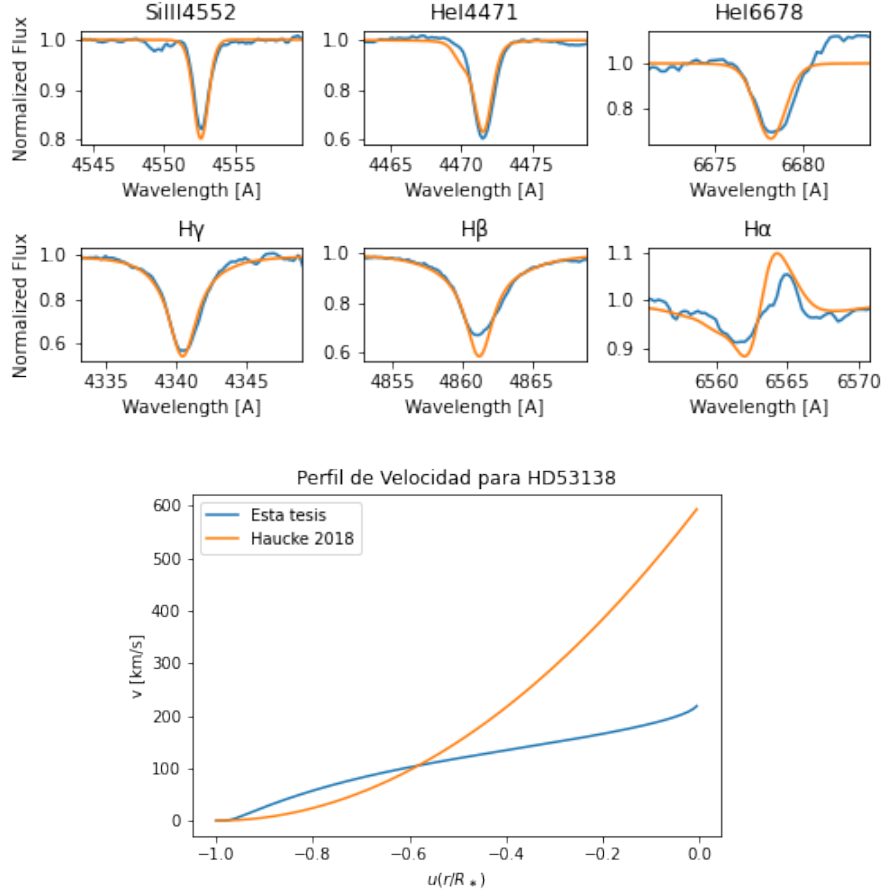 SiIII4552 HeI4471 HeI6678
Normalized Flux
1.0
0.9
0.8
4545 4550 4555
Wavelength [A]
1.0
0.8
0.6
4465 4470 4475
Wavelength [A]
1.0
0.8
6675 6680
Wavelength [A]
Hγ Hβ Hα
Normalized Flux
1.0
0.8
0.6
4335 4340 4345
Wavelength [A]
1.0
0.8
0.6
4855 4860 4865
Wavelength [A]
1.1
1.0
0.9
6560 6565 6570
Wavelength [A]
Perfil de Velocidad para HD53138
Esta tesis
Haucke 2018
v [km/s]
600
500
400
300
200
100
0
−1.0 −0.8 −0.6 −0.4 −0.2 0.0
u(r/R*)